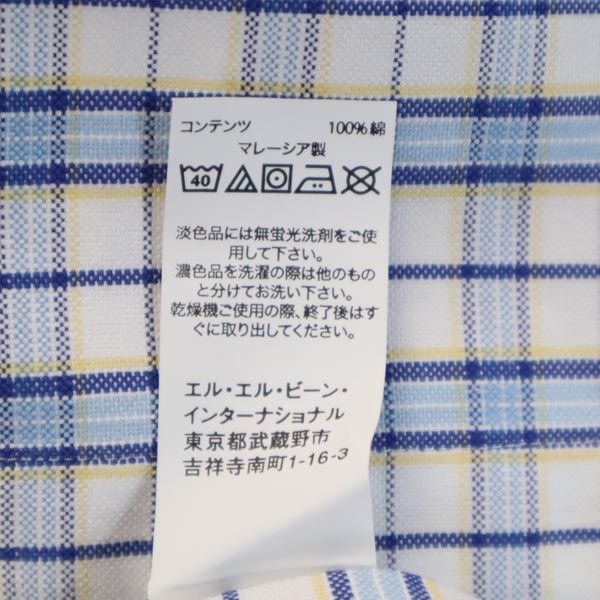 コンテンツ 100% 綿
マレーシア製
40
淡色品には無蛍光洗剤をご使
用して下さい。
濃色品を洗濯の際は他のもの
と分けてお洗い下さい。
乾燥機ご使用の際、終了後はす
ぐに取り出してください。
エル・エル・ビーン・
インターナショナル
東京都武蔵野市
吉祥寺南町1-16-3